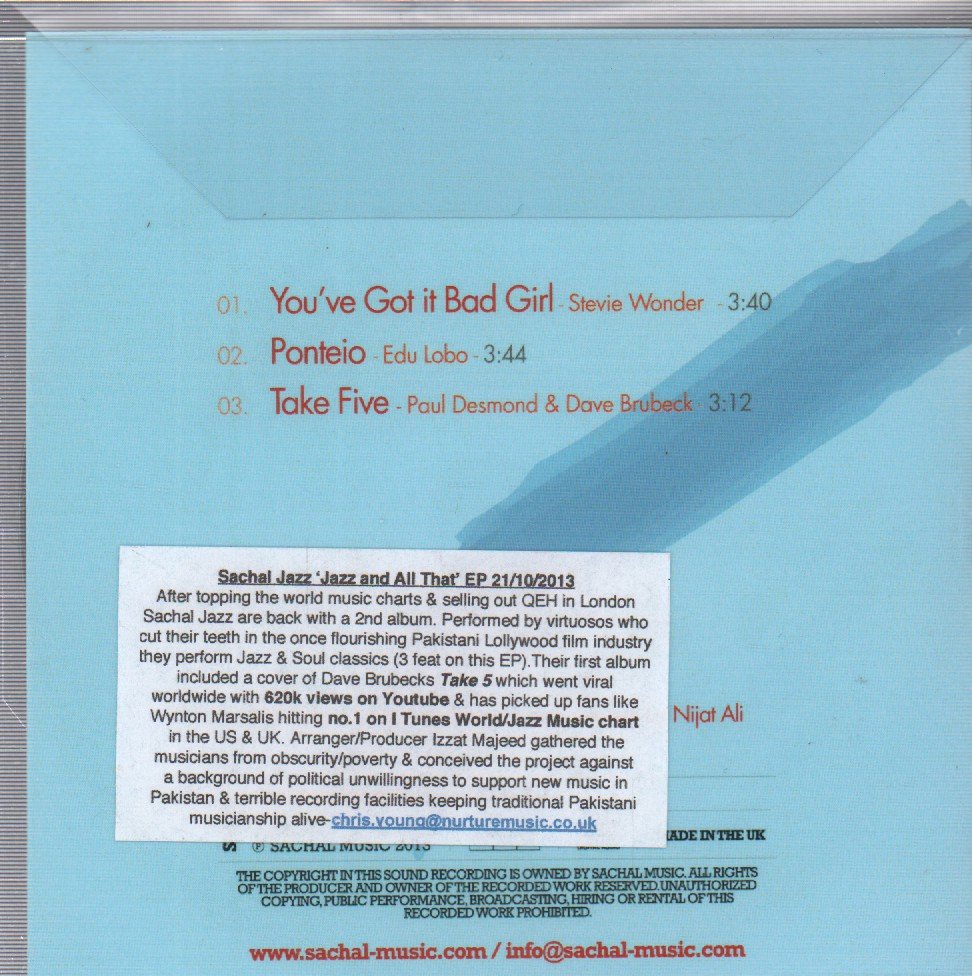 01. You've Got it Bad Girl - Stevie Wonder - 3:40
02. Ponteio - Edu Lobo - 3:44
03. Take Five - Paul Desmond & Dave Brubeck - 3:12
Sachal Jazz 'Jazz and All That' EP 21/10/2013
After topping the world music charts & selling out QEH in London
Sachal Jazz are back with a 2nd album. Performed by virtuosos who
cut their teeth in the once flourishing Pakistani Lollywood film industry
they perform Jazz & Soul classics (3 feat on this EP).Their first album
included a cover of Dave Brubecks Take 5 which went viral
worldwide with 620k views on Youtube & has picked up fans like
Wynton Marsalis hitting no.1 on I Tunes World/Jazz Music chart
in the US & UK. Arranger/Producer Izzat Majeed gathered the
musicians from obscurity/poverty & conceived the project against
a background of political unwillingness to support new music in
Pakistan & terrible recording facilities keeping traditional Pakistani
musicianship alive-chris.young@nurturemusic.co.uk
Nijat Ali
IN THE UK
℗ SACHAL MUSIC 2013
THE COPYRIGHT IN THIS SOUND RECORDING IS OWNED BY SACHAL MUSIC. ALL RIGHTS
OF THE PRODUCER AND OWNER OF THE RECORDED WORK RESERVED. UNAUTHORIZED
COPYING, PUBLIC PERFORMANCE, BROADCASTING, HIRING OR RENTAL OF THIS
RECORDED WORK PROHIBITED.
www.sachal-music.com / info@sachal-music.com